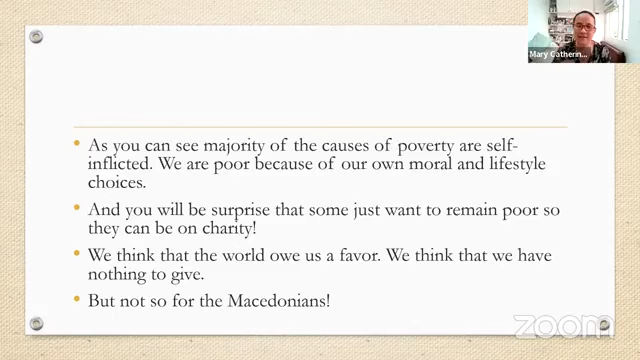 Mary Catherin...
As you can see majority of the causes of poverty are self-
inflicted. We are poor because of our own moral and lifestyle
choices.
And you will be surprise that some just want to remain poor so
they can be on charity!
We think that the world owe us a favor. We think that we have
nothing to give.
But not so for the Macedonians!
zoom